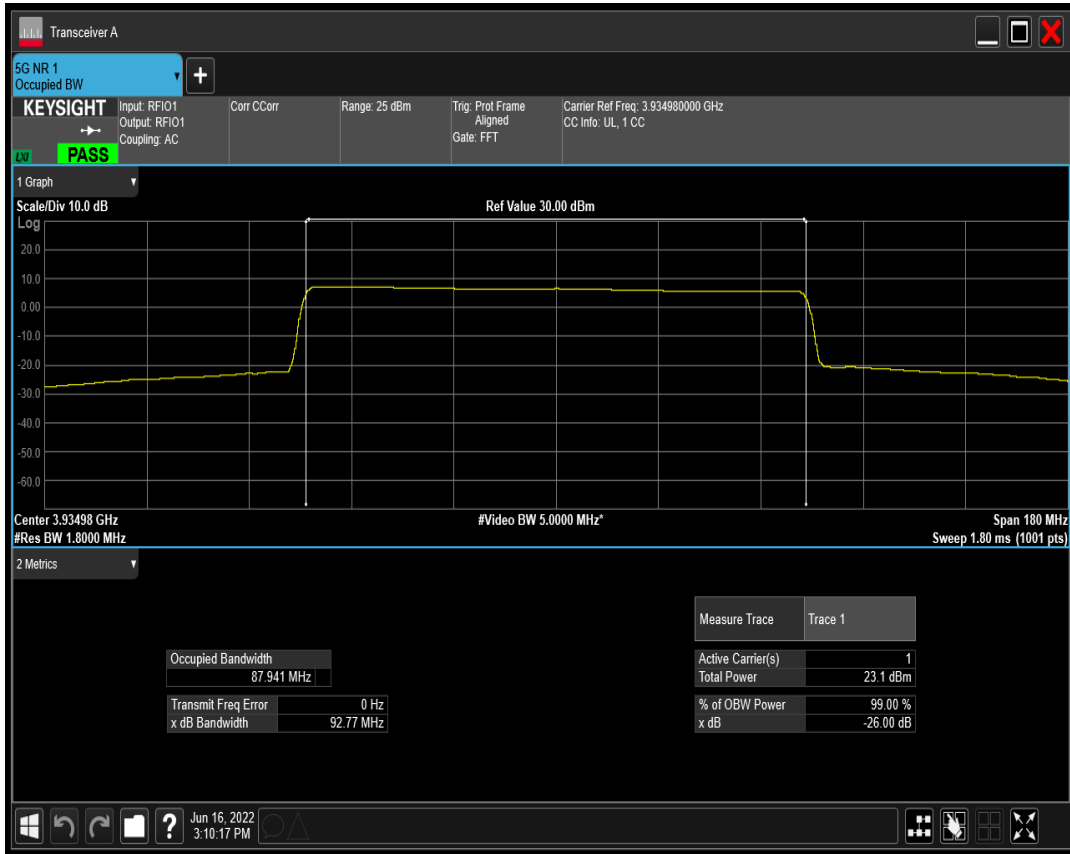 Transceiver A
5G NR 1
Occupied BW
+
KEYSIGHT
LXI
PASS
Input: RFIO1
Output: RFIO1
Coupling: AC
Corr CCorr
Range: 25 dBm
Trig: Prot Frame
Aligned
Gate: FFT
Carrier Ref Freq: 3.934980000 GHz
CC Info: UL, 1 CC
1 Graph
Scale/Div 10.0 dB
Ref Value 30.00 dBm
Log
20.0
10.0
0.00
-10.0
-20.0
-30.0
-40.0
-50.0
-60.0
Center 3.93498 GHz
#Video BW 5.0000 MHz*
Span 180 MHz
#Res BW 1.8000 MHz
Sweep 1.80 ms (1001 pts)
2 Metrics
Measure Trace Trace 1
Occupied Bandwidth
87.941 MHz
Active Carrier(s) 1
Total Power 23.1 dBm
Transmit Freq Error 0 Hz
x dB Bandwidth 92.77 MHz
% of OBW Power 99.00 %
x dB -26.00 dB
?
Jun 16, 2022
3:10:17 PM